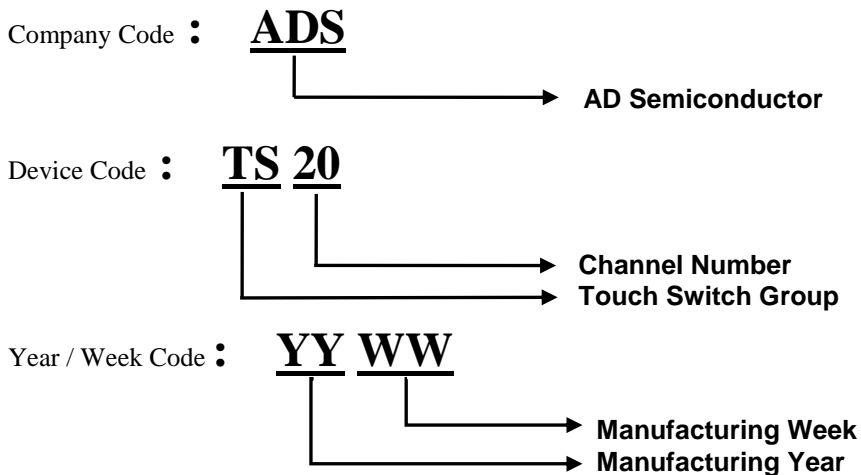 Company Code : ADS
AD Semiconductor
Device Code : TS 20
Channel Number
Touch Switch Group
Year / Week Code : YY WW
Manufacturing Week
Manufacturing Year